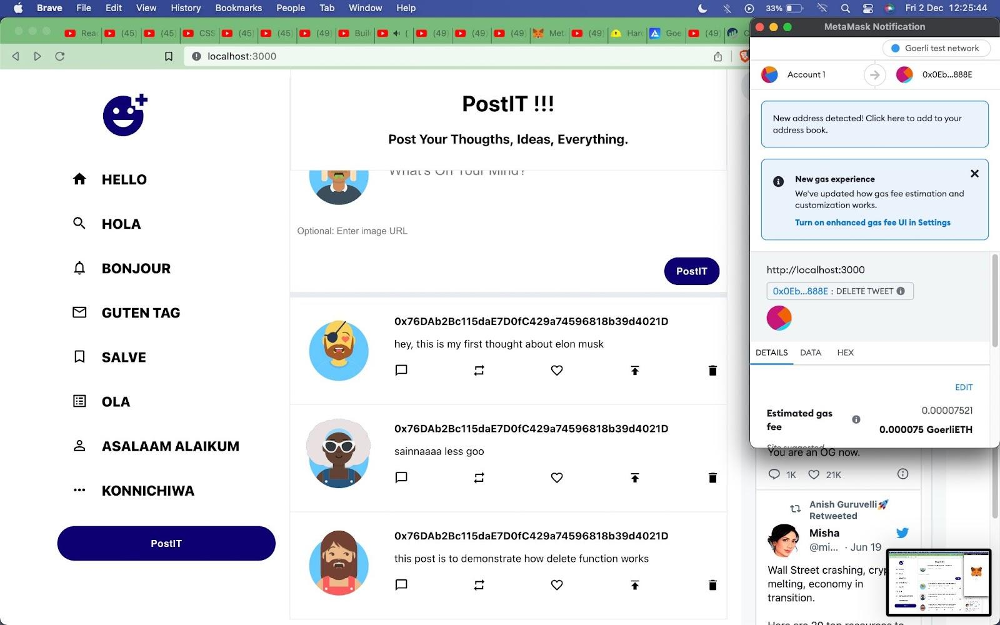 Brave File Edit View History Bookmarks People Tab Window Help 33% Fri 2 Dec 12:25:44
Rea (45) (45) CSS (45) (45) (49) Buil ( (49) (49) (49) Met (49) Hard Goe (49)
localhost:3000
PostIT !!!
Post Your Thougths, Ideas, Everything.
HELLO
HOLA
BONJOUR
GUTEN TAG
SALVE
OLA
ASALAAM ALAIKUM
KONNICHIWA
PostIT
What's On Your Mind?
Optional: Enter image URL
PostIT
0x76DAb2Bc115daE7D0fC429a74596818b39d4021D
hey, this is my first thought about elon musk
0x76DAb2Bc115daE7D0fC429a74596818b39d4021D
sainnaaaa less goo
0x76DAb2Bc115daE7D0fC429a74596818b39d4021D
this post is to demonstrate how delete function works
MetaMask Notification
Goerli test network
Account 1 0x0Eb...888E
New address detected! Click here to add to your
address book.
New gas experience
We've updated how gas fee estimation and
customization works.
Turn on enhanced gas fee UI in Settings
http://localhost:3000
0x0Eb...888E : DELETE TWEET
DETAILS DATA HEX
EDIT
Estimated gas
fee
0.00007521
0.000075 GoerliETH
Site suggested
You are an OG now.
1K 21K
Anish Guruvelli🚀
Retweeted
Misha
@mi... · Jun 19
Wall Street crashing, cryp
melting, economy in
transition.
Here are 20 top resources to